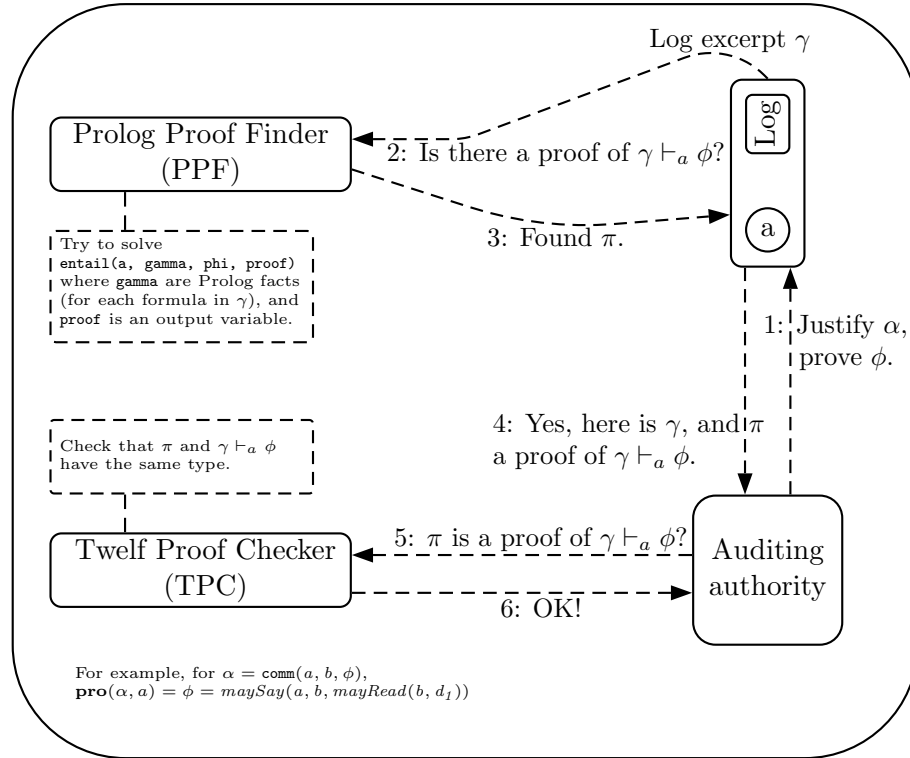 Log excerpt γ
Log
a
Prolog Proof Finder
(PPF)
2: Is there a proof of γ ⊢ₐ ϕ?
3: Found π.
Try to solve
entail(a, gamma, phi, proof)
where gamma are Prolog facts
(for each formula in γ), and
proof is an output variable.
1: Justify α,
prove ϕ.
4: Yes, here is γ, and π
a proof of γ ⊢ₐ ϕ.
Check that π and γ ⊢ₐ ϕ
have the same type.
Twelf Proof Checker
(TPC)
5: π is a proof of γ ⊢ₐ ϕ?
6: OK!
Auditing
authority
For example, for α = comm(a, b, ϕ),
pro(α, a) = ϕ = maySay(a, b, mayRead(b, d₁))